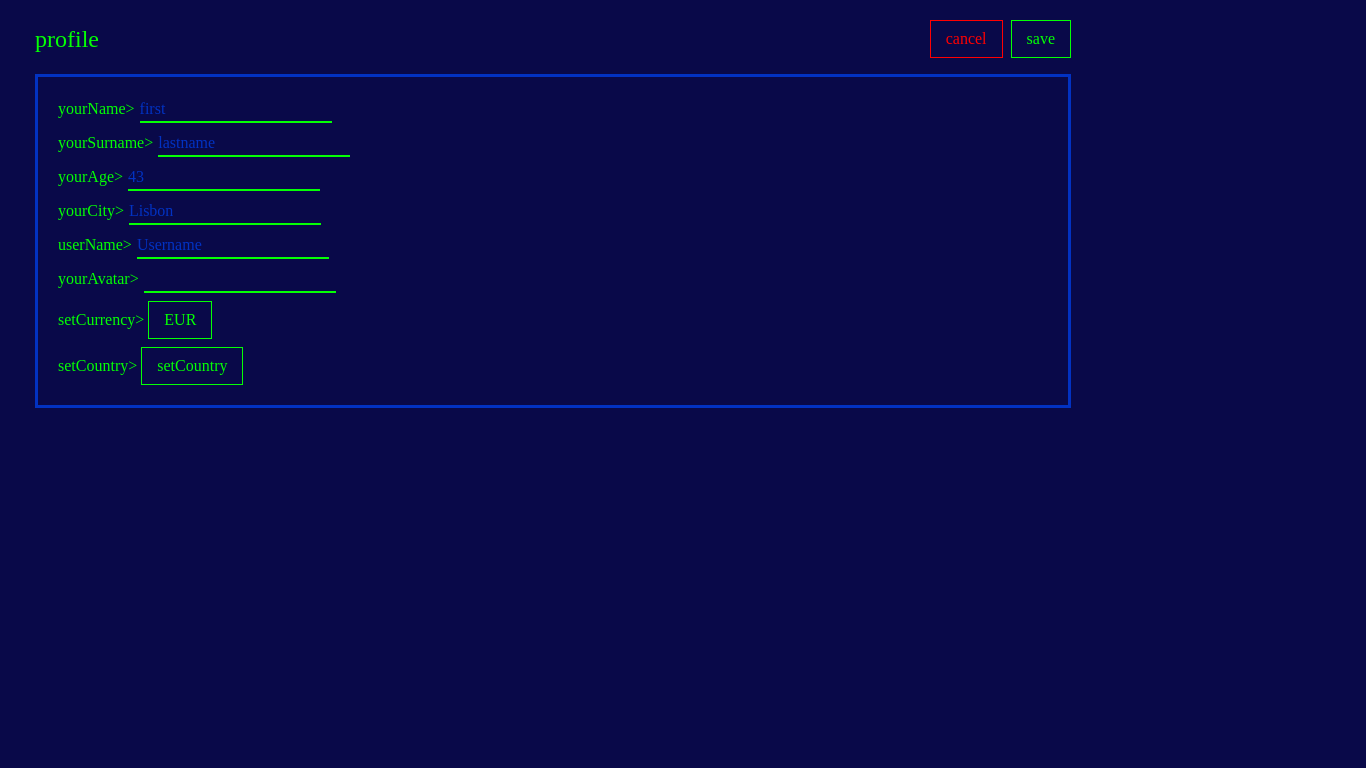 profile
cancel save
yourName> first
yourSurname> lastname
yourAge> 43
yourCity> Lisbon
userName> Username
yourAvatar>
setCurrency> EUR
setCountry> setCountry